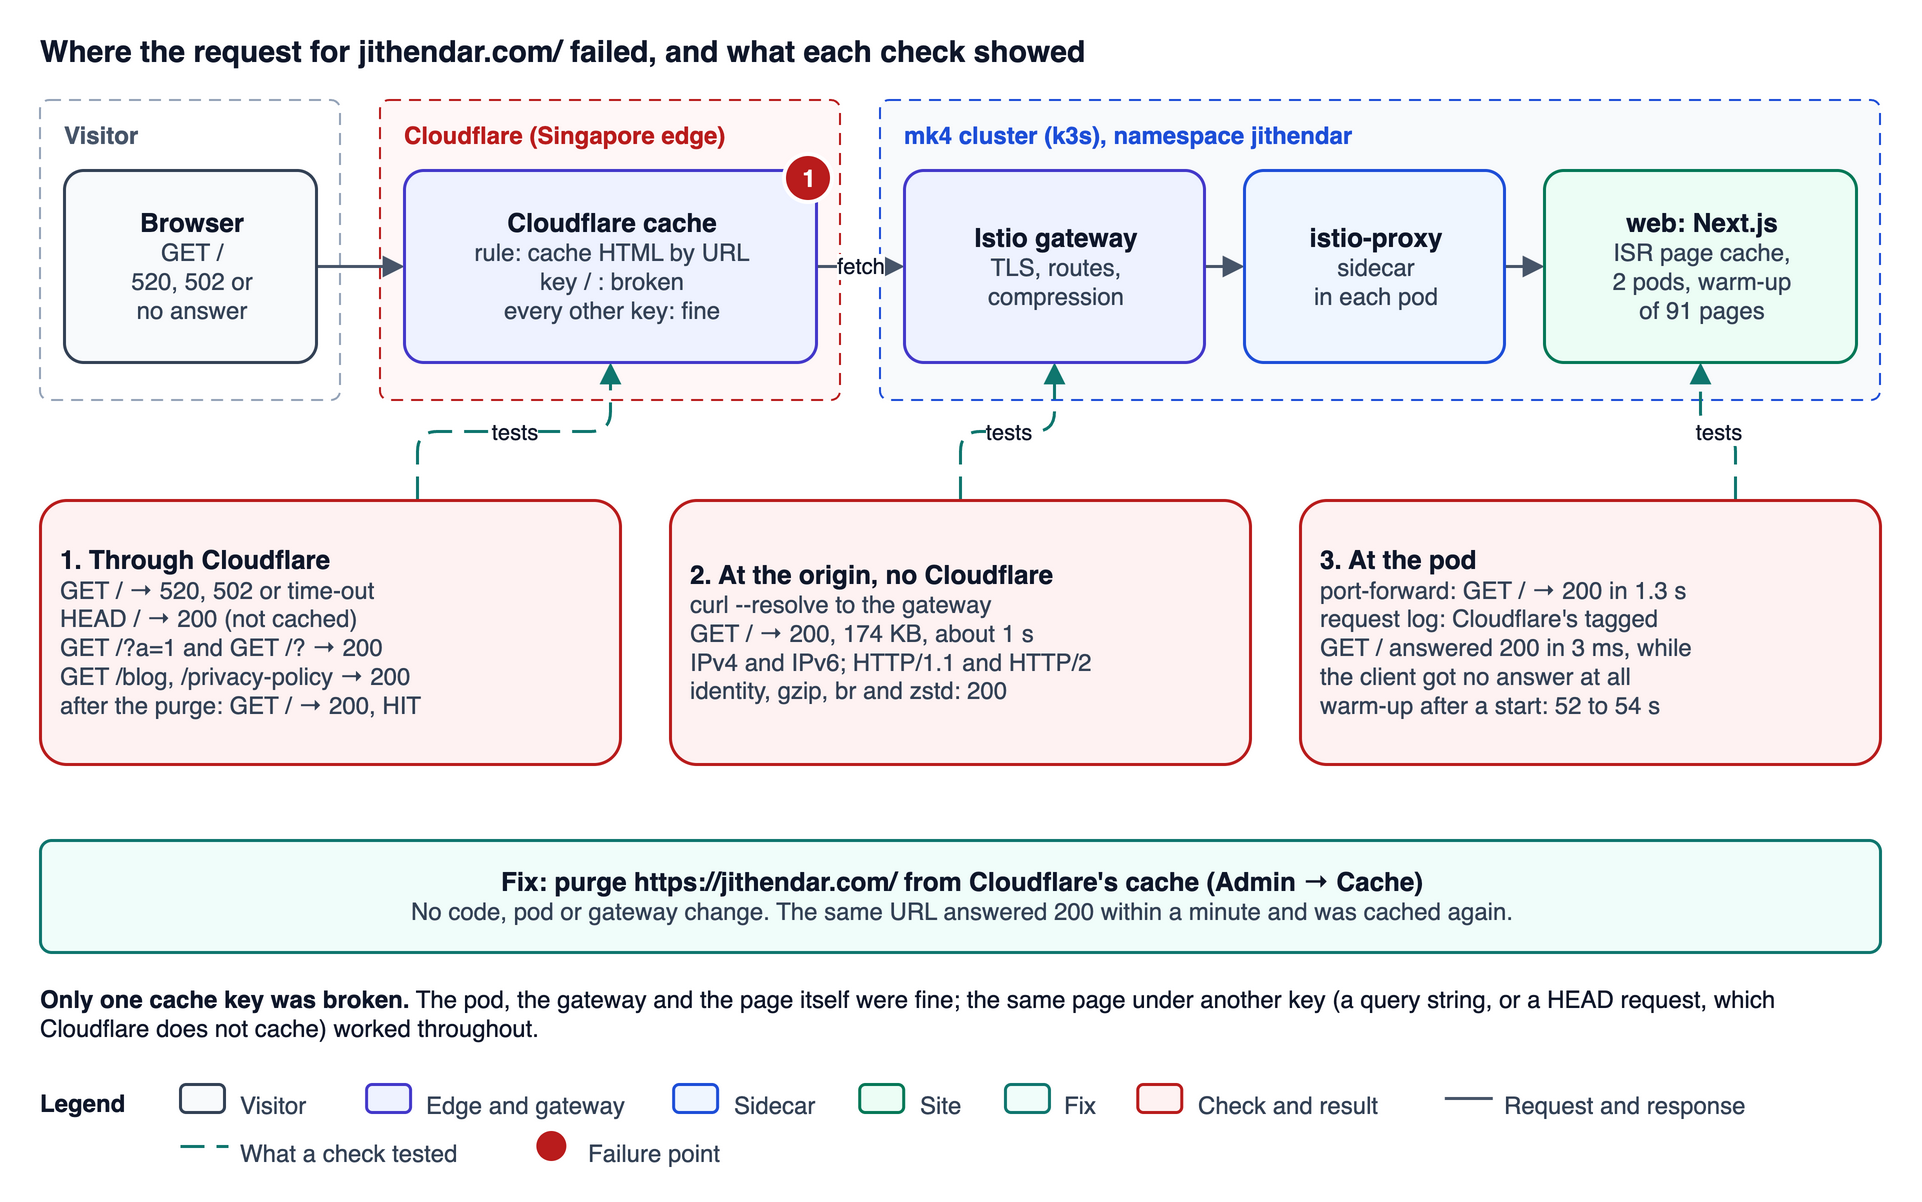 Where the request for jithendar.com/ failed, and what each check showed
Visitor
Browser
GET /
520, 502 or
no answer
Cloudflare (Singapore edge)
1
Cloudflare cache
rule: cache HTML by URL
key / : broken
every other key: fine
fetch
mk4 cluster (k3s), namespace jithendar
Istio gateway
TLS, routes,
compression
istio-proxy
sidecar
in each pod
web: Next.js
ISR page cache,
2 pods, warm-up
of 91 pages
tests
tests
tests
1. Through Cloudflare
GET / → 520, 502 or time-out
HEAD / → 200 (not cached)
GET /?a=1 and GET /? → 200
GET /blog, /privacy-policy → 200
after the purge: GET / → 200, HIT
2. At the origin, no Cloudflare
curl --resolve to the gateway
GET / → 200, 174 KB, about 1 s
IPv4 and IPv6; HTTP/1.1 and HTTP/2
identity, gzip, br and zstd: 200
3. At the pod
port-forward: GET / → 200 in 1.3 s
request log: Cloudflare's tagged
GET / answered 200 in 3 ms, while
the client got no answer at all
warm-up after a start: 52 to 54 s
Fix: purge https://jithendar.com/ from Cloudflare's cache (Admin → Cache)
No code, pod or gateway change. The same URL answered 200 within a minute and was cached again.
Only one cache key was broken. The pod, the gateway and the page itself were fine; the same page under another key (a query string, or a HEAD request, which
Cloudflare does not cache) worked throughout.
Legend
Visitor
Edge and gateway
Sidecar
Site
Fix
Check and result
Request and response
What a check tested
Failure point